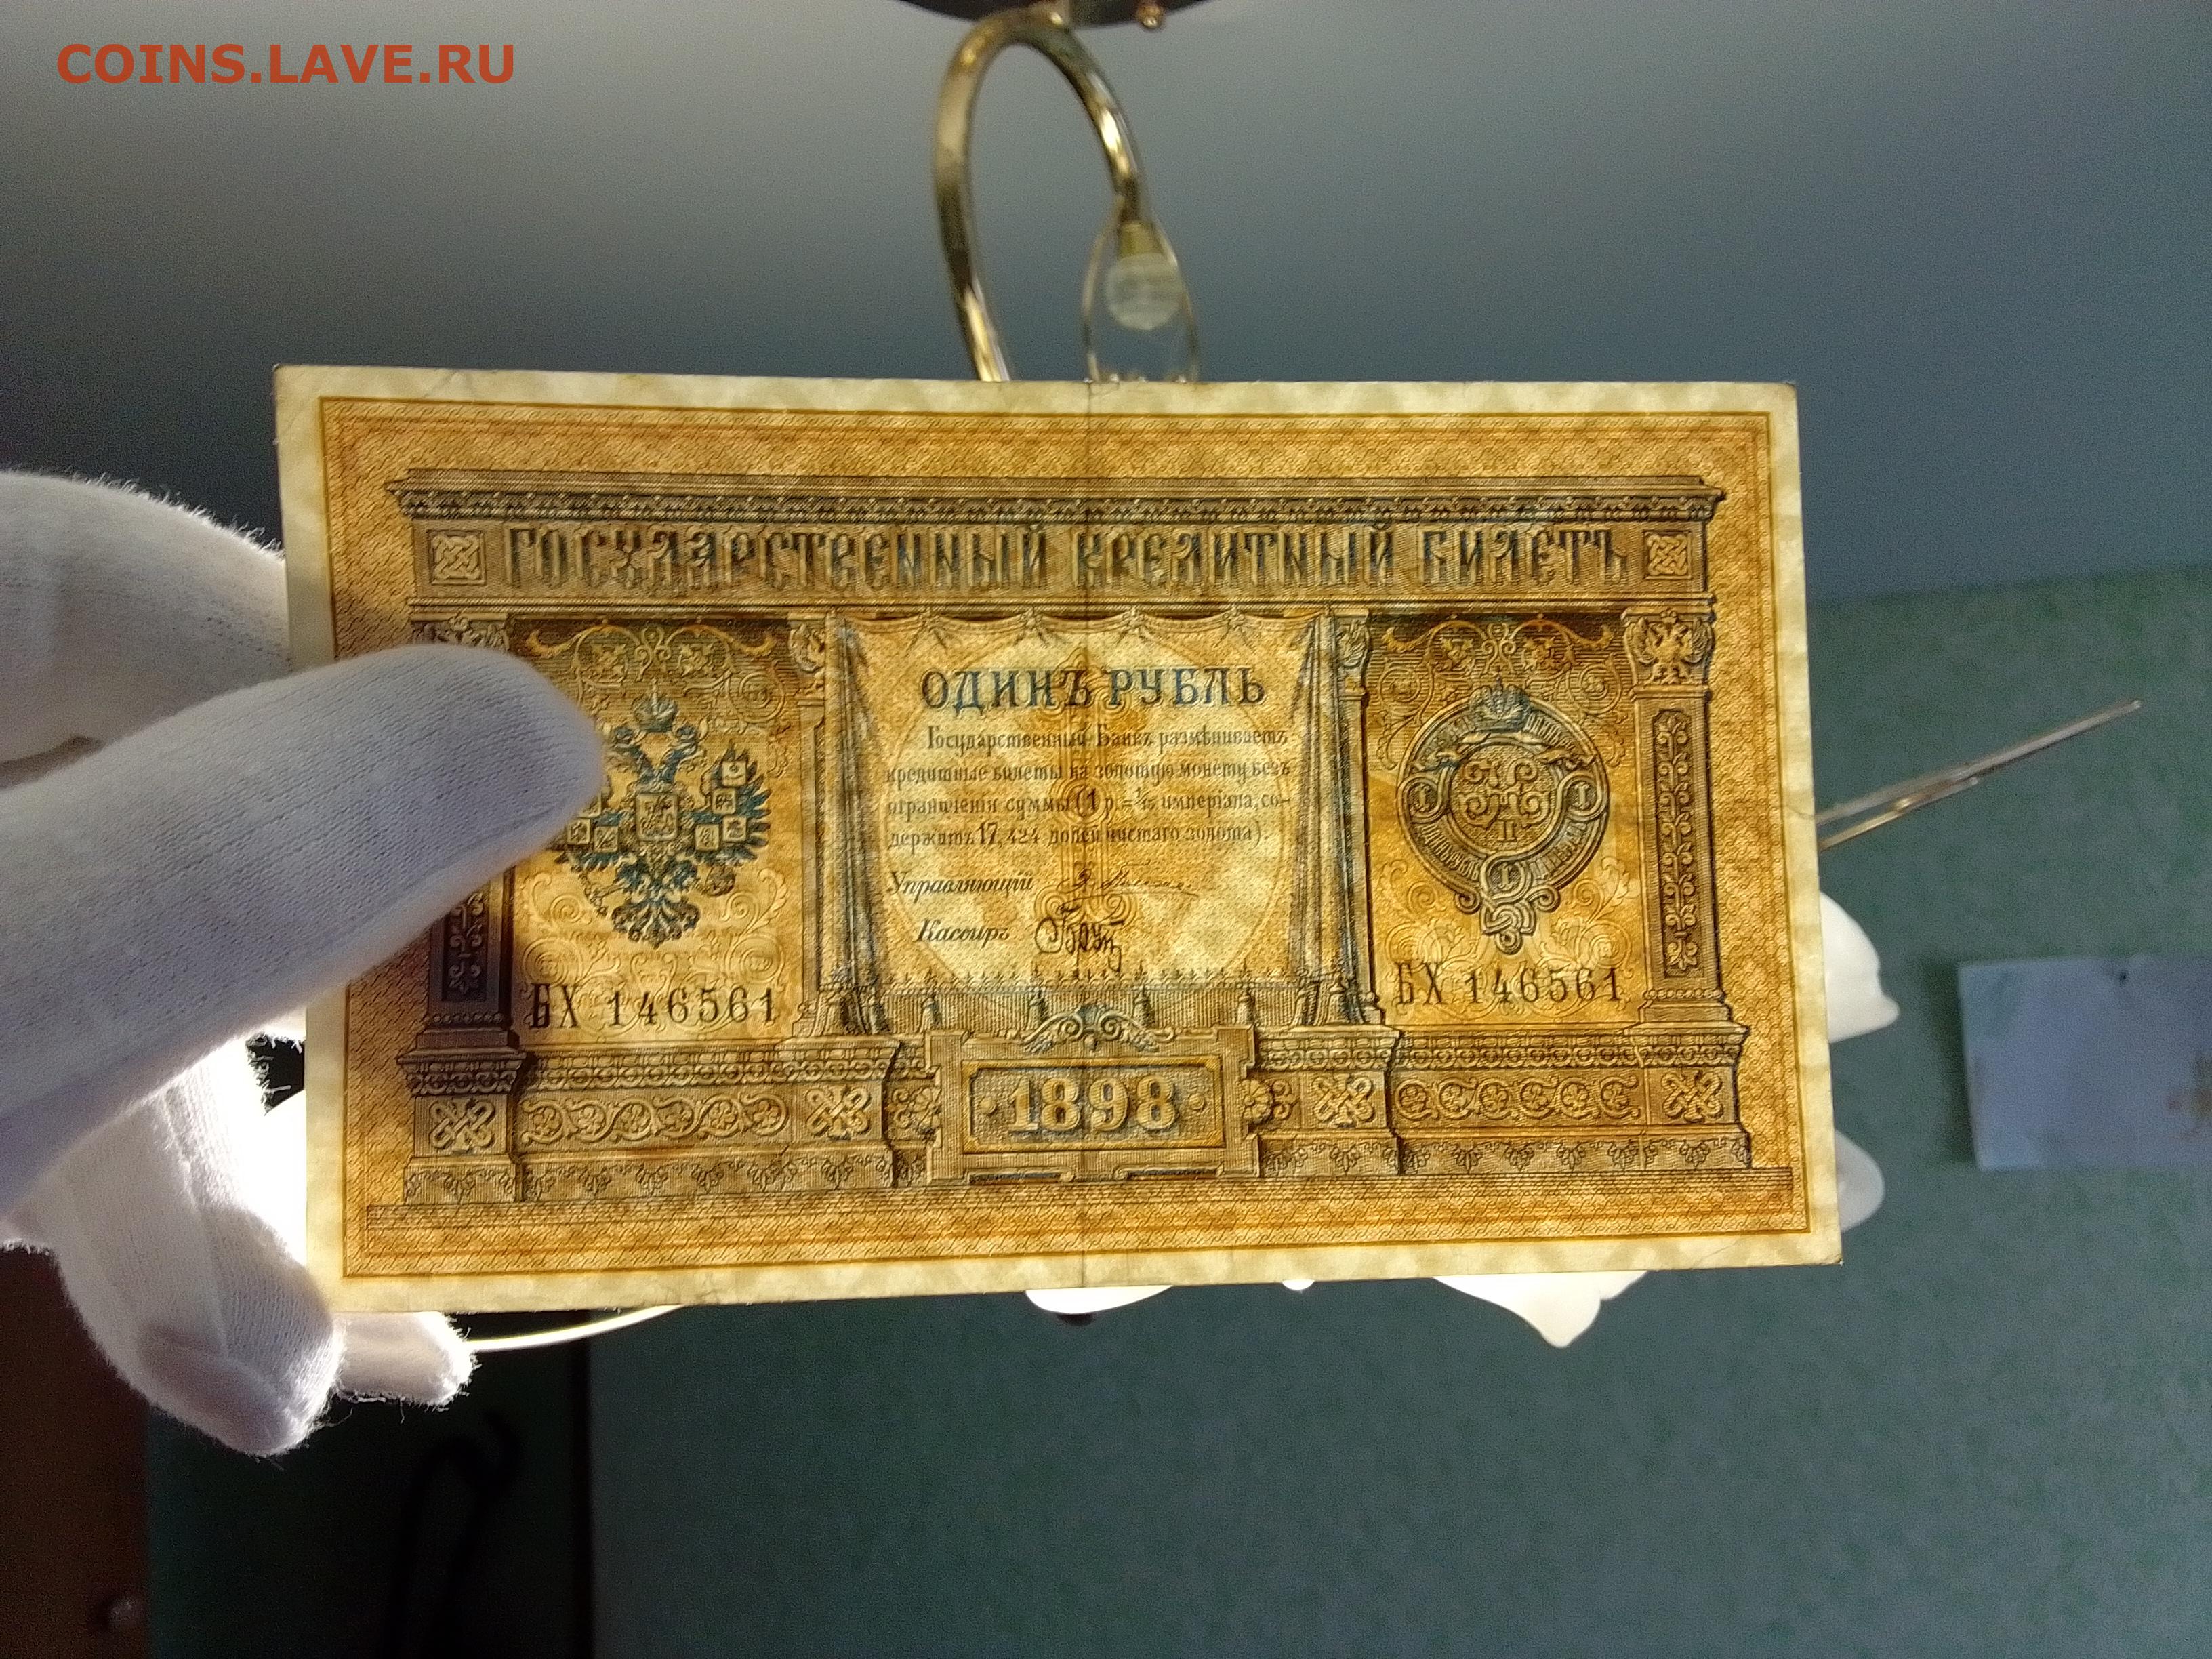 COINS.LAVE.RU
ГОСУДАРСТВЕННЫЙ КРЕДИТНЫЙ БИЛЕТЪ
ОДИНЪ РУБЛЬ
Государственный Банкъ размѣниваетъ
кредитные билеты на золотую монету безъ
ограниченія суммы (1 р. = 1/15 имперіала, со-
держитъ 17,424 долей чистаго золота).
Управляющій
Кассиръ
БХ 146561
БХ 146561
1898